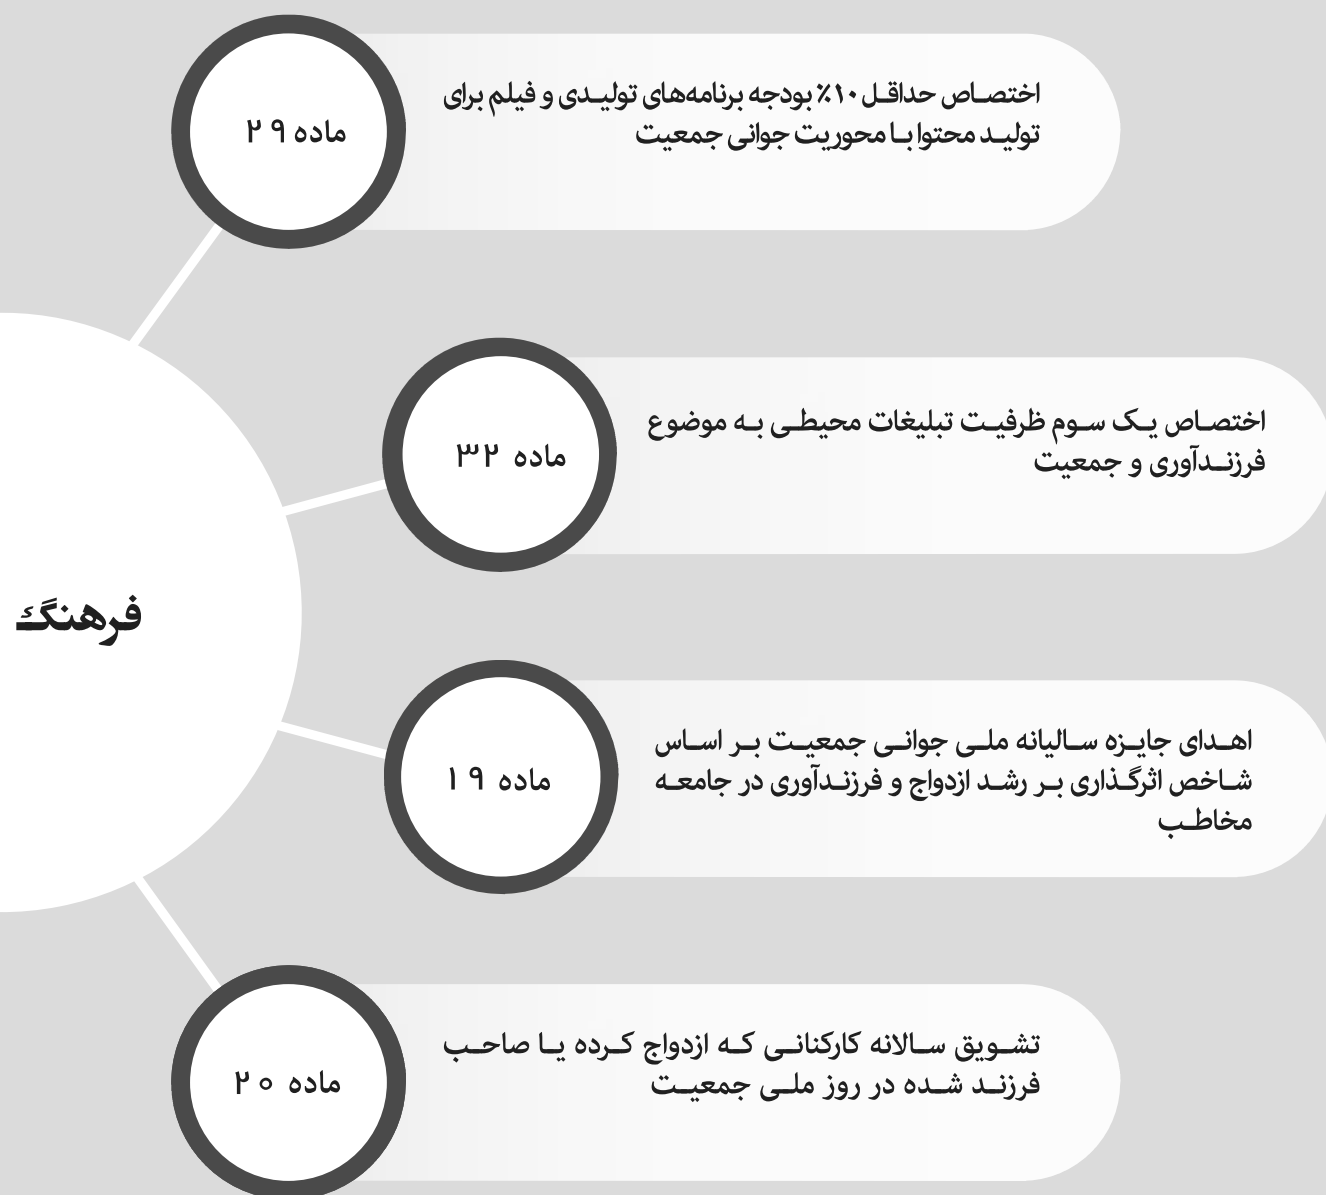 ماده ۲۹
اختصاص حداقل ۱۰٪ بودجه برنامه‌های تولیدی و فیلم برای
تولید محتوا با محوریت جوانی جمعیت
ماده ۳۲
اختصاص یک سوم ظرفیت تبلیغات محیطی به موضوع
فرزندآوری و جمعیت
فرهنگ
ماده ۱۹
اهدای جایزه سالیانه ملی جوانی جمعیت بر اساس
شاخص اثرگذاری بر رشد ازدواج و فرزندآوری در جامعه
مخاطب
ماده ۲۰
تشویق سالانه کارکنانی که ازدواج کرده یا صاحب
فرزند شده در روز ملی جمعیت